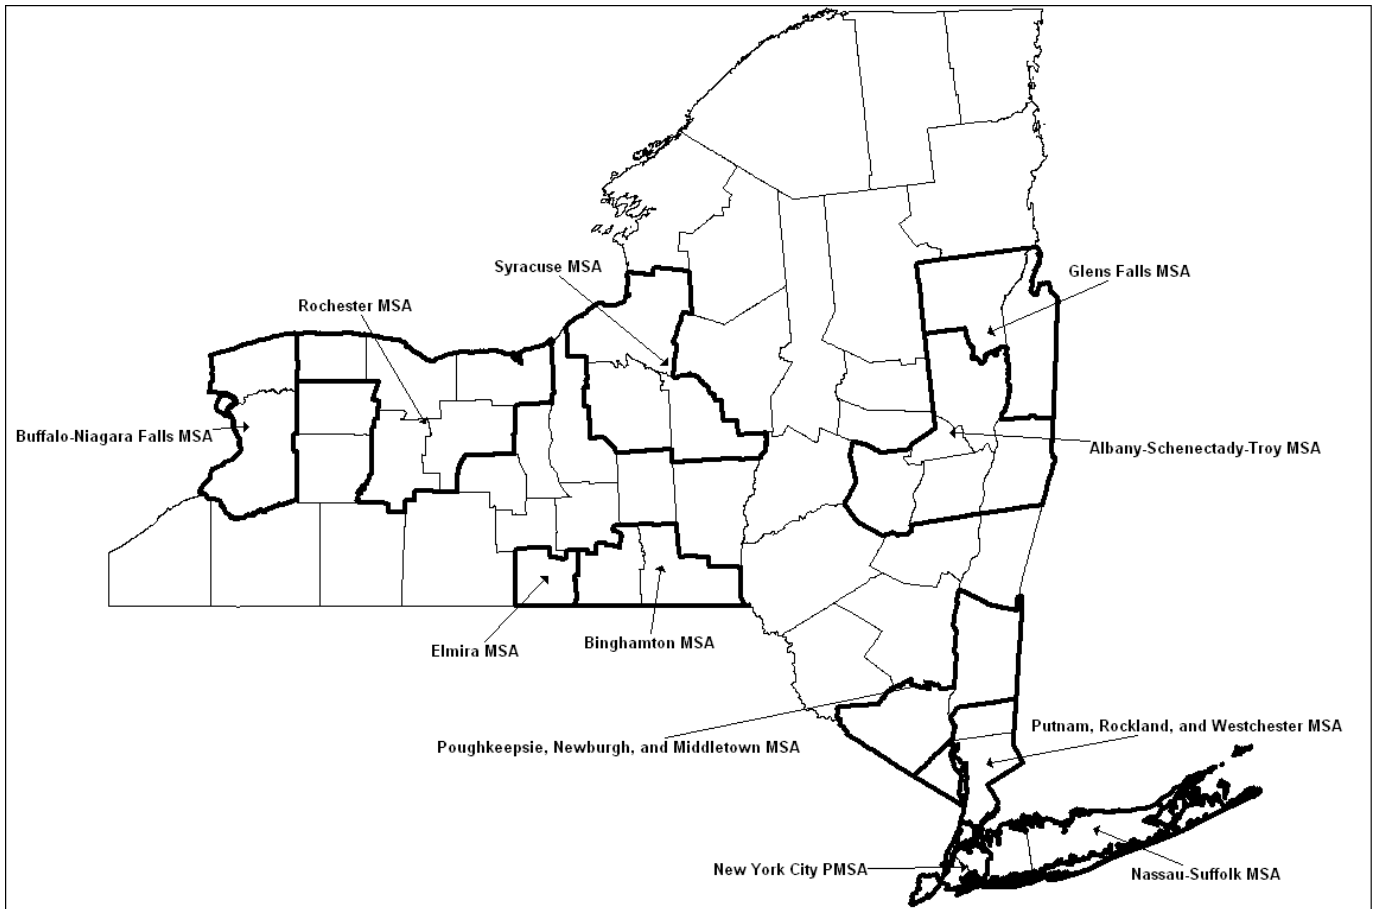 Syracuse MSA
Glens Falls MSA
Rochester MSA
Buffalo-Niagara Falls MSA
Albany-Schenectady-Troy MSA
Elmira MSA
Binghamton MSA
Putnam, Rockland, and Westchester MSA
Poughkeepsie, Newburgh, and Middletown MSA
New York City PMSA
Nassau-Suffolk MSA